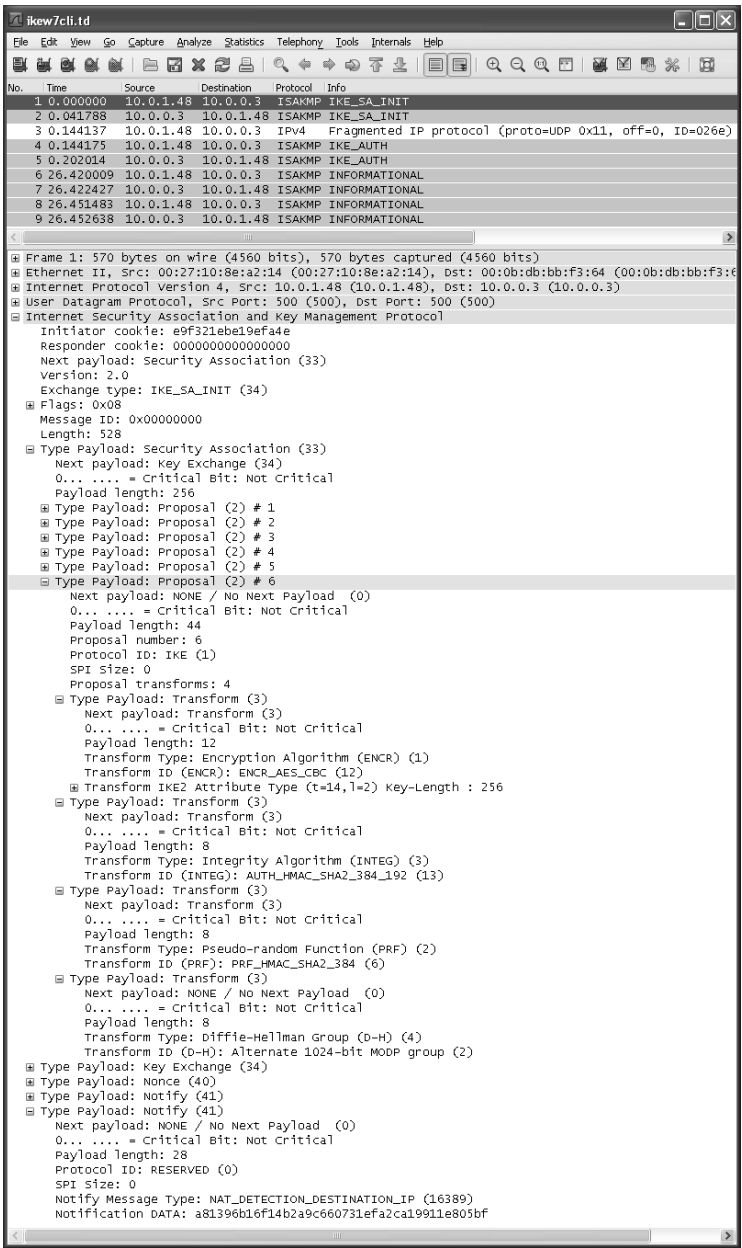 ikew7cli.td
File Edit View Go Capture Analyze Statistics Telephony Tools Internals Help
No. Time Source Destination Protocol Info
1 0.000000 10.0.1.48 10.0.0.3 ISAKMP IKE_SA_INIT
2 0.041788 10.0.0.3 10.0.1.48 ISAKMP IKE_SA_INIT
3 0.144137 10.0.1.48 10.0.0.3 IPv4 Fragmented IP protocol (proto=UDP 0x11, off=0, ID=026e)
4 0.144175 10.0.1.48 10.0.0.3 ISAKMP IKE_AUTH
5 0.202014 10.0.0.3 10.0.1.48 ISAKMP IKE_AUTH
6 26.420009 10.0.1.48 10.0.0.3 ISAKMP INFORMATIONAL
7 26.422427 10.0.0.3 10.0.1.48 ISAKMP INFORMATIONAL
8 26.451483 10.0.1.48 10.0.0.3 ISAKMP INFORMATIONAL
9 26.452638 10.0.0.3 10.0.1.48 ISAKMP INFORMATIONAL
Frame 1: 570 bytes on wire (4560 bits), 570 bytes captured (4560 bits)
Ethernet II, Src: 00:27:10:8e:a2:14 (00:27:10:8e:a2:14), Dst: 00:0b:db:bb:f3:64 (00:0b:db:bb:f3:6
Internet Protocol Version 4, Src: 10.0.1.48 (10.0.1.48), Dst: 10.0.0.3 (10.0.0.3)
User Datagram Protocol, Src Port: 500 (500), Dst Port: 500 (500)
Internet Security Association and Key Management Protocol
Initiator cookie: e9f321ebe19efa4e
Responder cookie: 0000000000000000
Next payload: Security Association (33)
Version: 2.0
Exchange type: IKE_SA_INIT (34)
Flags: 0x08
Message ID: 0x00000000
Length: 528
Type Payload: Security Association (33)
Next payload: Key Exchange (34)
0... .... = Critical Bit: Not Critical
Payload length: 256
Type Payload: Proposal (2) # 1
Type Payload: Proposal (2) # 2
Type Payload: Proposal (2) # 3
Type Payload: Proposal (2) # 4
Type Payload: Proposal (2) # 5
Type Payload: Proposal (2) # 6
Next payload: NONE / No Next Payload (0)
0... .... = Critical Bit: Not Critical
Payload length: 44
Proposal number: 6
Protocol ID: IKE (1)
SPI Size: 0
Proposal transforms: 4
Type Payload: Transform (3)
Next payload: Transform (3)
0... .... = Critical Bit: Not Critical
Payload length: 12
Transform Type: Encryption Algorithm (ENCR) (1)
Transform ID (ENCR): ENCR_AES_CBC (12)
Transform IKE2 Attribute Type (t=14,l=2) Key-Length : 256
Type Payload: Transform (3)
Next payload: Transform (3)
0... .... = Critical Bit: Not Critical
Payload length: 8
Transform Type: Integrity Algorithm (INTEG) (3)
Transform ID (INTEG): AUTH_HMAC_SHA2_384_192 (13)
Type Payload: Transform (3)
Next payload: Transform (3)
0... .... = Critical Bit: Not Critical
Payload length: 8
Transform Type: Pseudo-random Function (PRF) (2)
Transform ID (PRF): PRF_HMAC_SHA2_384 (6)
Type Payload: Transform (3)
Next payload: NONE / No Next Payload (0)
0... .... = Critical Bit: Not Critical
Payload length: 8
Transform Type: Diffie-Hellman Group (D-H) (4)
Transform ID (D-H): Alternate 1024-bit MODP group (2)
Type Payload: Key Exchange (34)
Type Payload: Nonce (40)
Type Payload: Notify (41)
Type Payload: Notify (41)
Next payload: NONE / No Next Payload (0)
0... .... = Critical Bit: Not Critical
Payload length: 28
Protocol ID: RESERVED (0)
SPI Size: 0
Notify Message Type: NAT_DETECTION_DESTINATION_IP (16389)
Notification DATA: a81396b16f14b2a9c660731efa2ca19911e805bf